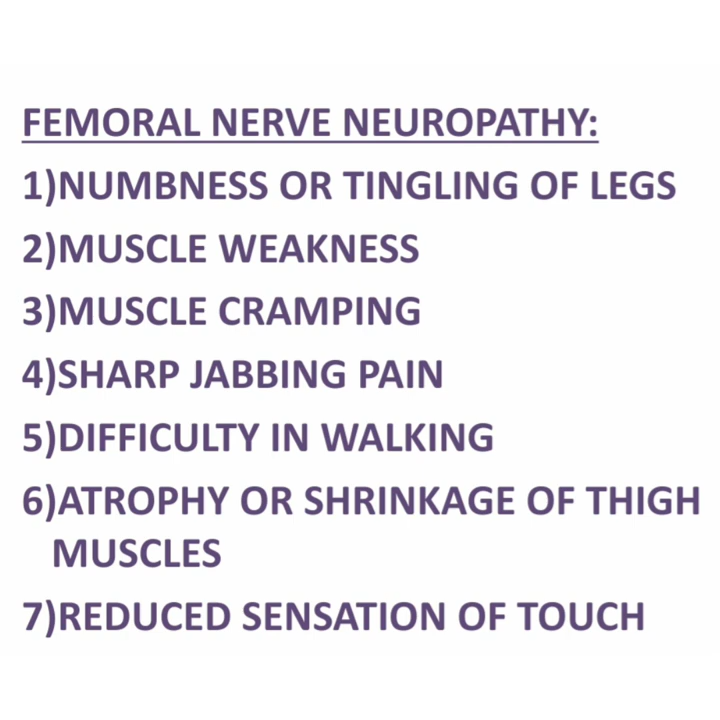 FEMORAL NERVE NEUROPATHY:
1)NUMBNESS OR TINGLING OF LEGS
2)MUSCLE WEAKNESS
3)MUSCLE CRAMPING
4)SHARP JABBING PAIN
5)DIFFICULTY IN WALKING
6)ATROPHY OR SHRINKAGE OF THIGH
MUSCLES
7)REDUCED SENSATION OF TOUCH